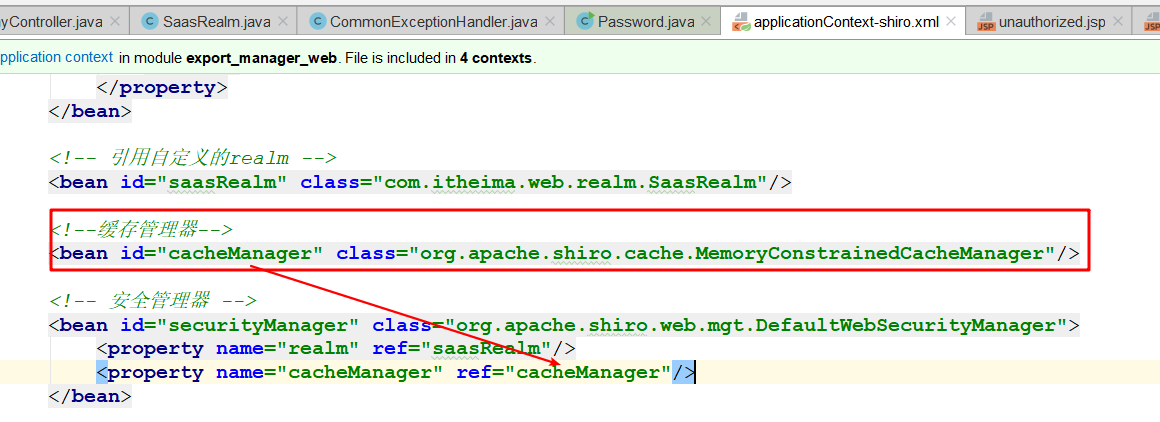 yController.java SaasRealm.java CommonExceptionHandler.java Password.java applicationContext-shiro.xml unauthorized.jsp
pplication context in module export_manager_web. File is included in 4 contexts.
</property>
</bean>
<!-- 引用自定义的realm -->
<bean id="saasRealm" class="com.itheima.web.realm.SaasRealm"/>
<!--缓存管理器-->
<bean id="cacheManager" class="org.apache.shiro.cache.MemoryConstrainedCacheManager"/>
<!-- 安全管理器 -->
<bean id="securityManager" class="org.apache.shiro.web.mgt.DefaultWebSecurityManager">
<property name="realm" ref="saasRealm"/>
<property name="cacheManager" ref="cacheManager"/>
</bean>